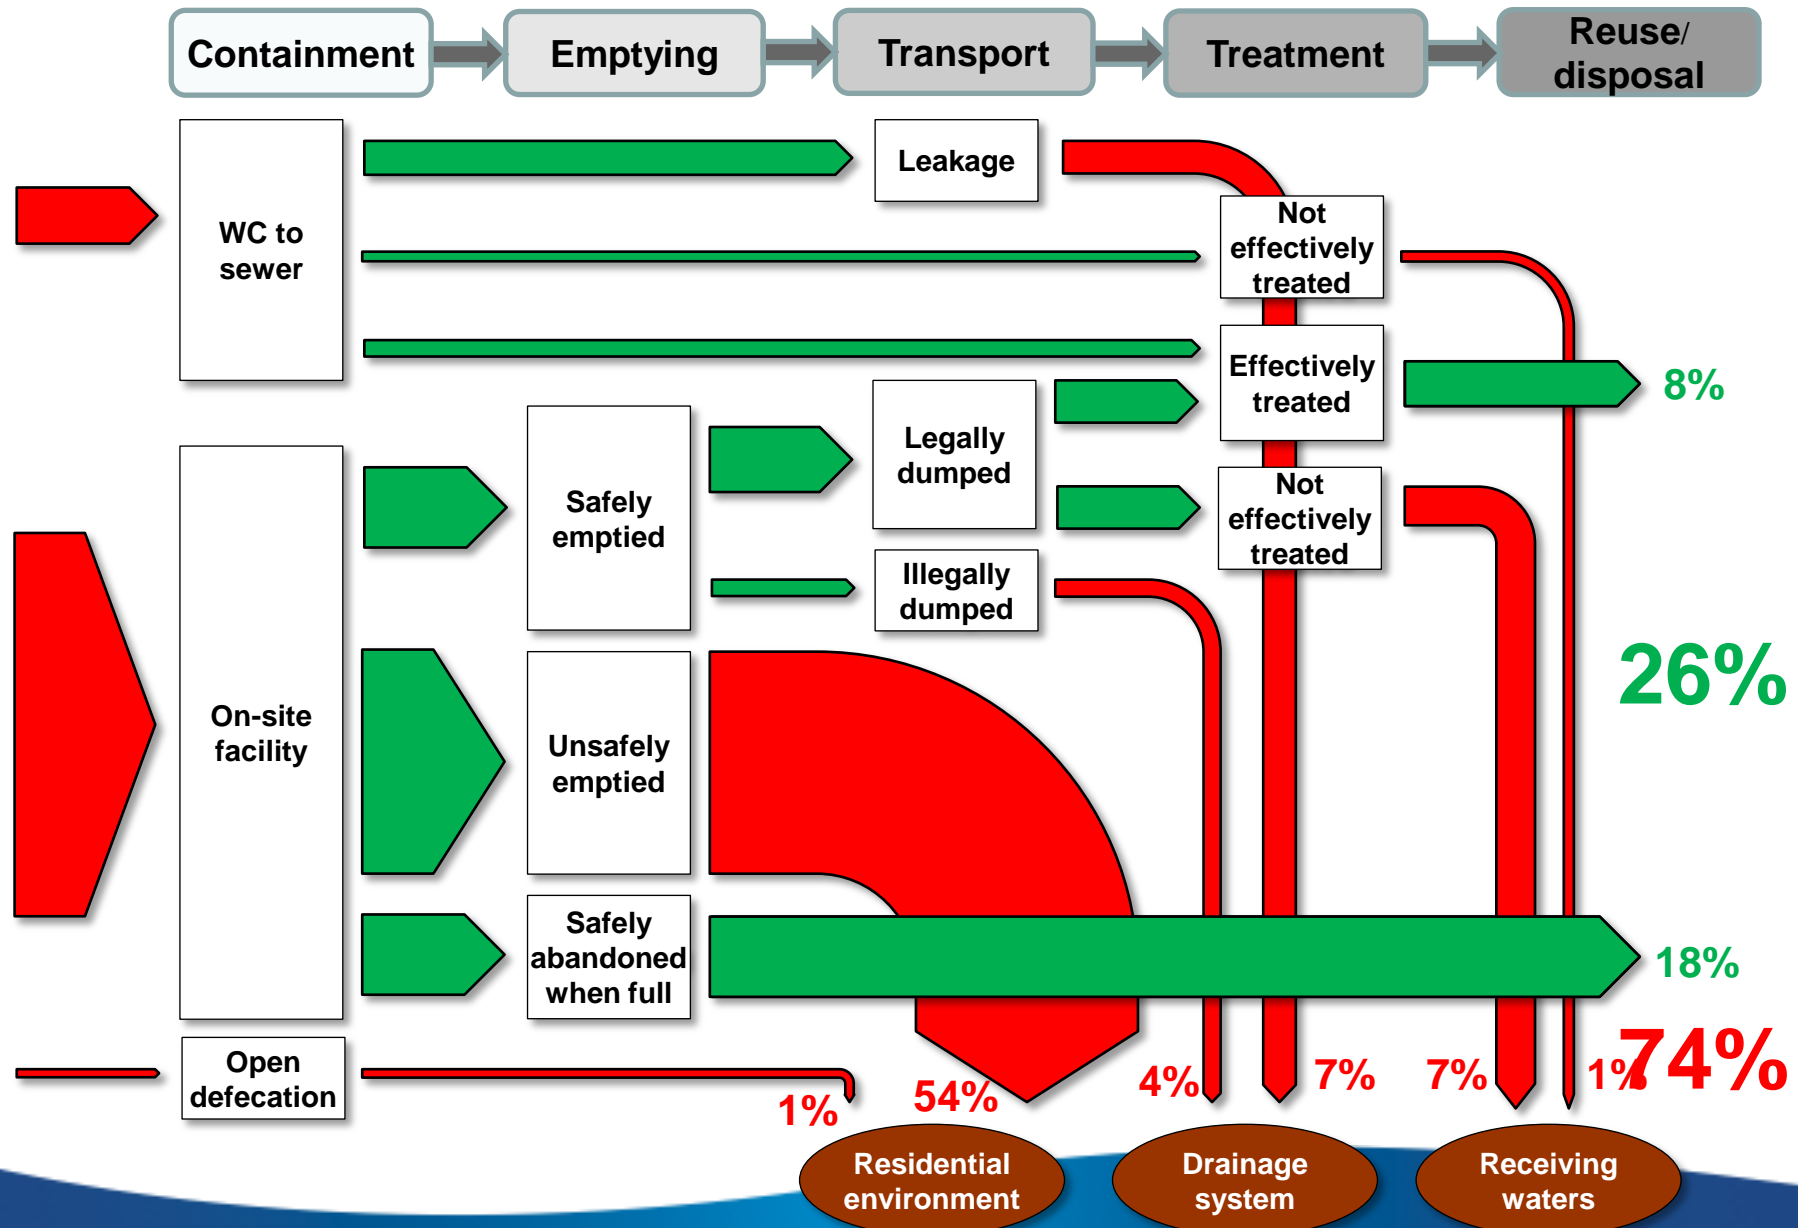 Containment
Emptying
Transport
Treatment
Reuse/
disposal
WC to
sewer
Leakage
Not
effectively
treated
Effectively
treated
8%
Legally
dumped
Not
effectively
treated
Safely
emptied
Illegally
dumped
26%
On-site
facility
Unsafely
emptied
Safely
abandoned
when full
18%
Open
defecation
1%
54%
4%
7%
7%
1%
74%
Residential
environment
Drainage
system
Receiving
waters